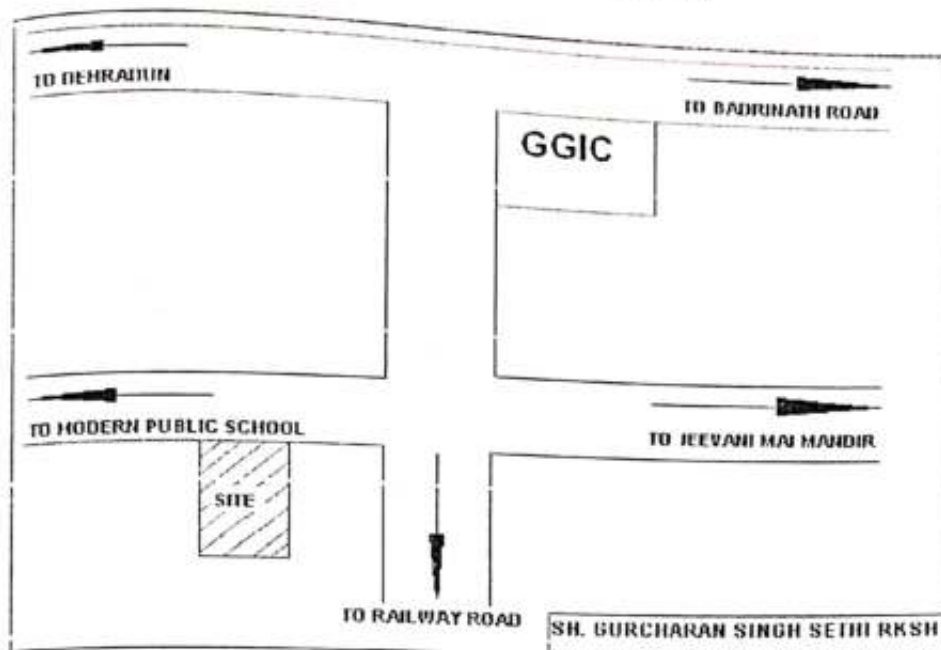 TO DEHRADUN
TO BADRINATH ROAD
GGIC
TO MODERN PUBLIC SCHOOL
TO JEEVANI MAI MANDIR
SITE
TO RAILWAY ROAD
SH. GURCHARAN SINGH SETHI RKSH